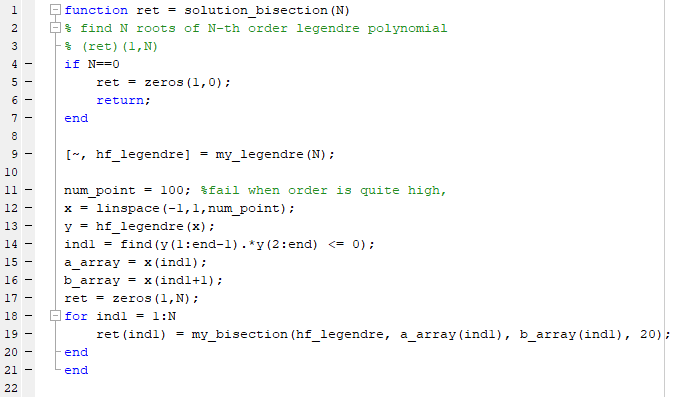 1 function ret = solution_bisection(N)
2 % find N roots of N-th order legendre polynomial
3 % (ret)(1,N)
4 — if N==0
5 —     ret = zeros(1,0);
6 —     return;
7 — end
8
9 — [~, hf_legendre] = my_legendre(N);
10
11 — num_point = 100; %fail when order is quite high,
12 — x = linspace(-1,1,num_point);
13 — y = hf_legendre(x);
14 — ind1 = find(y(1:end-1).*y(2:end) <= 0);
15 — a_array = x(ind1);
16 — b_array = x(ind1+1);
17 — ret = zeros(1,N);
18 — for ind1 = 1:N
19 —     ret(ind1) = my_bisection(hf_legendre, a_array(ind1), b_array(ind1), 20);
20 — end
21 — end
22